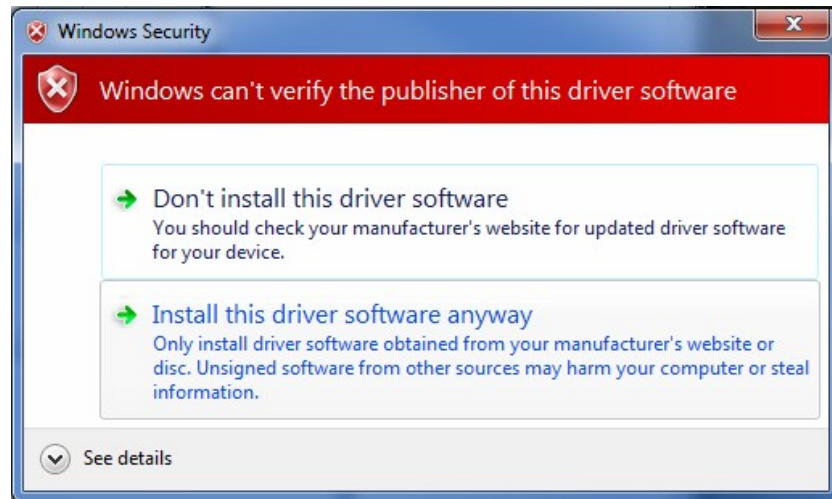 Windows Security
Windows can't verify the publisher of this driver software
Don't install this driver software
You should check your manufacturer's website for updated driver software
for your device.
Install this driver software anyway
Only install driver software obtained from your manufacturer's website or
disc. Unsigned software from other sources may harm your computer or steal
information.
See details